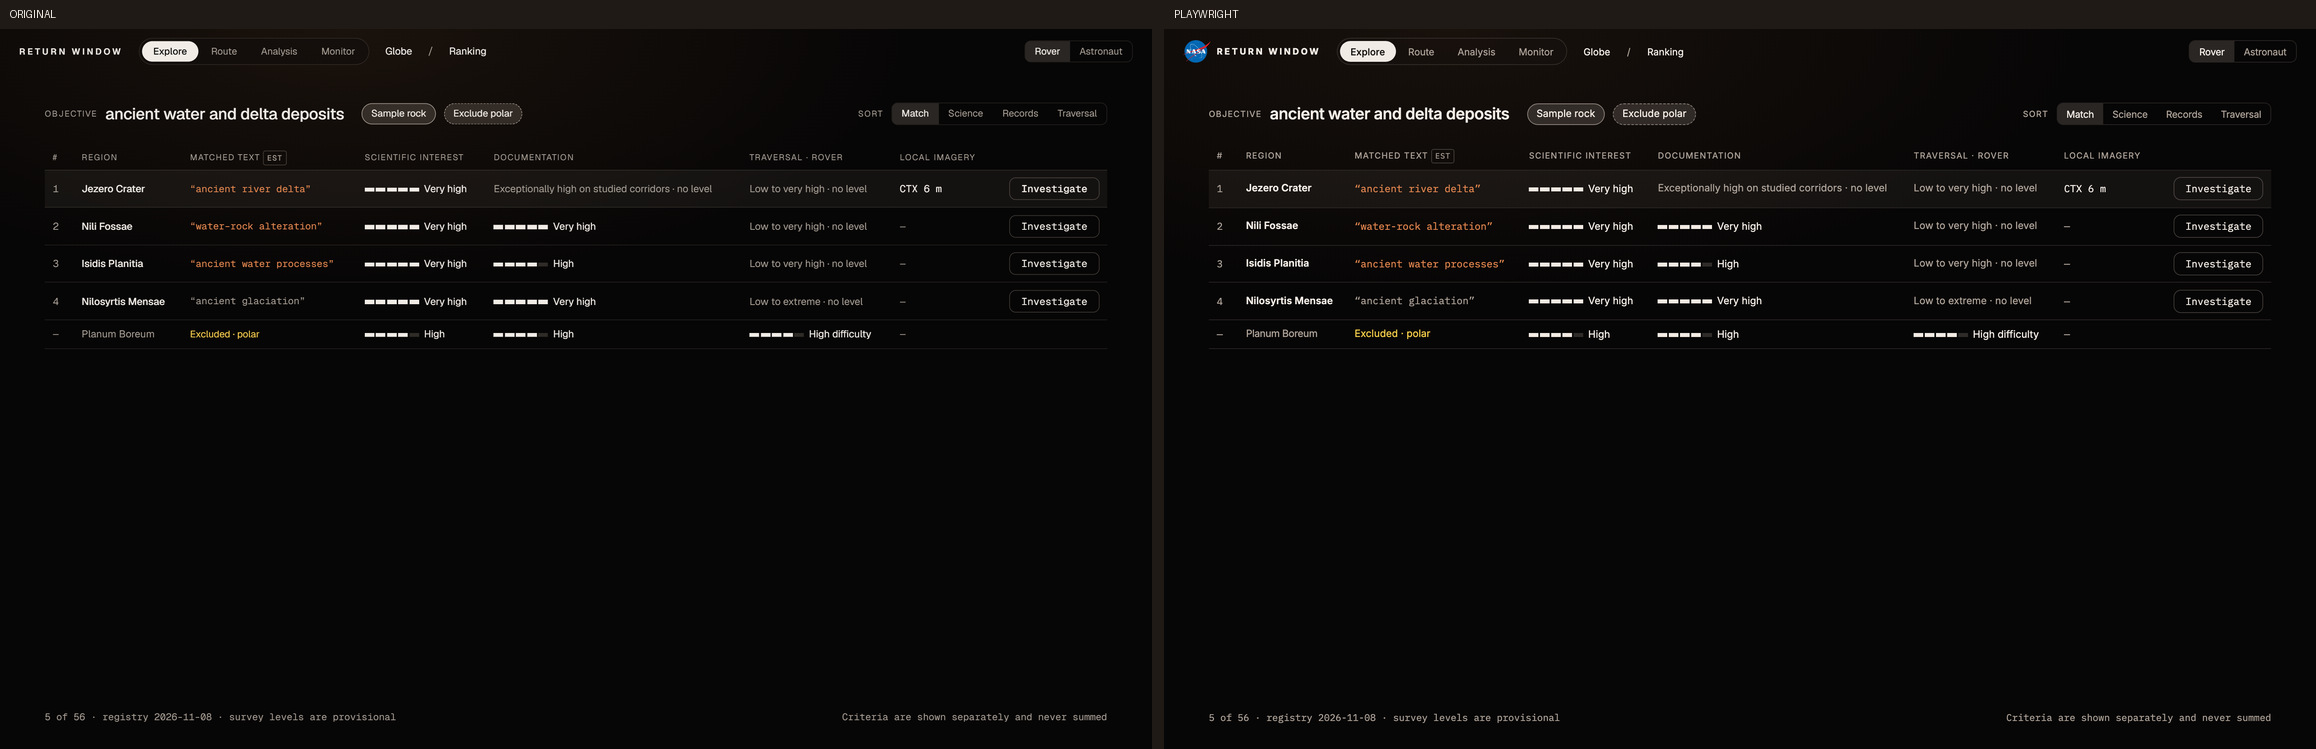 ORIGINAL
RETURN WINDOW Explore Route Analysis Monitor Globe / Ranking Rover Astronaut
OBJECTIVE ancient water and delta deposits Sample rock Exclude polar SORT Match Science Records Traversal
# REGION MATCHED TEXT EST SCIENTIFIC INTEREST DOCUMENTATION TRAVERSAL · ROVER LOCAL IMAGERY
1 Jezero Crater “ancient river delta” Very high Exceptionally high on studied corridors · no level Low to very high · no level CTX 6 m Investigate
2 Nili Fossae “water-rock alteration” Very high Very high Low to very high · no level — Investigate
3 Isidis Planitia “ancient water processes” Very high High Low to very high · no level — Investigate
4 Nilosyrtis Mensae “ancient glaciation” Very high Very high Low to extreme · no level — Investigate
— Planum Boreum Excluded · polar High High High difficulty —
5 of 56 · registry 2026-11-08 · survey levels are provisional Criteria are shown separately and never summed
PLAYWRIGHT
NASA RETURN WINDOW Explore Route Analysis Monitor Globe / Ranking Rover Astronaut
OBJECTIVE ancient water and delta deposits Sample rock Exclude polar SORT Match Science Records Traversal
# REGION MATCHED TEXT EST SCIENTIFIC INTEREST DOCUMENTATION TRAVERSAL · ROVER LOCAL IMAGERY
1 Jezero Crater “ancient river delta” Very high Exceptionally high on studied corridors · no level Low to very high · no level CTX 6 m Investigate
2 Nili Fossae “water-rock alteration” Very high Very high Low to very high · no level — Investigate
3 Isidis Planitia “ancient water processes” Very high High Low to very high · no level — Investigate
4 Nilosyrtis Mensae “ancient glaciation” Very high Very high Low to extreme · no level — Investigate
— Planum Boreum Excluded · polar High High High difficulty —
5 of 56 · registry 2026-11-08 · survey levels are provisional Criteria are shown separately and never summed